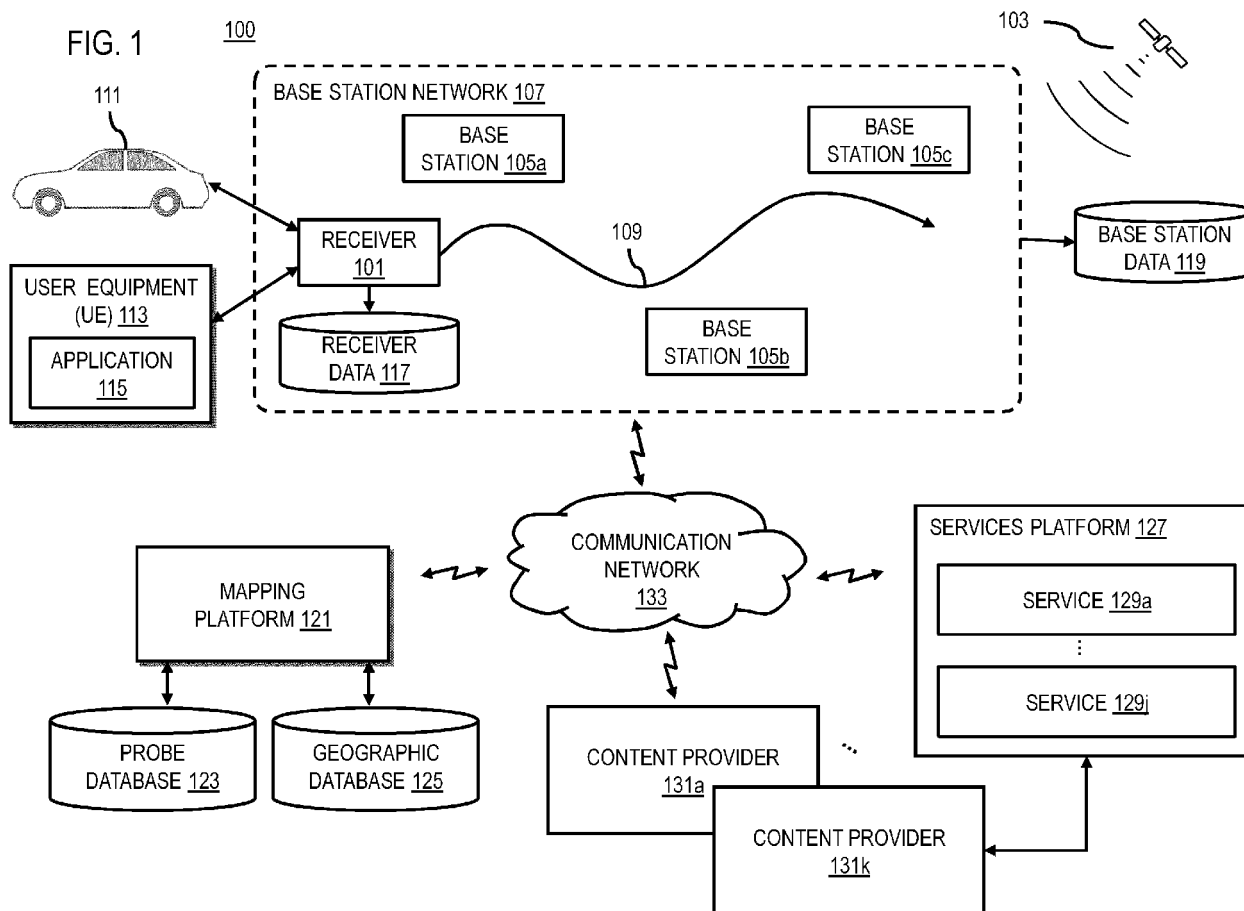 FIG. 1
100
103
111
BASE STATION NETWORK 107
BASE
STATION 105a
BASE
STATION 105c
RECEIVER
101
109
BASE STATION
DATA 119
USER EQUIPMENT
(UE) 113
APPLICATION
115
RECEIVER
DATA 117
BASE
STATION 105b
COMMUNICATION
NETWORK
133
SERVICES PLATFORM 127
SERVICE 129a
⋮
SERVICE 129j
MAPPING
PLATFORM 121
PROBE
DATABASE 123
GEOGRAPHIC
DATABASE 125
CONTENT PROVIDER
131a
...
CONTENT PROVIDER
131k